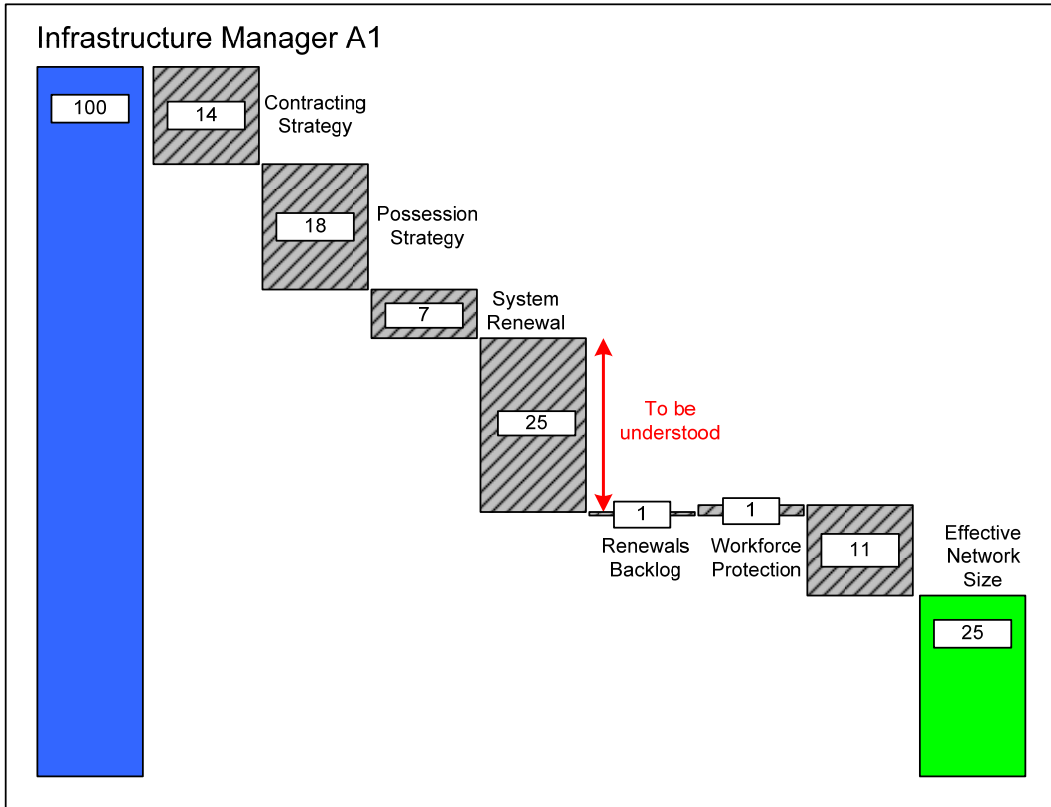 Infrastructure Manager A1
100
14
Contracting
Strategy
18
Possession
Strategy
7
System
Renewal
25
To be
understood
1
Renewals
Backlog
1
Workforce
Protection
11
Effective
Network
Size
25